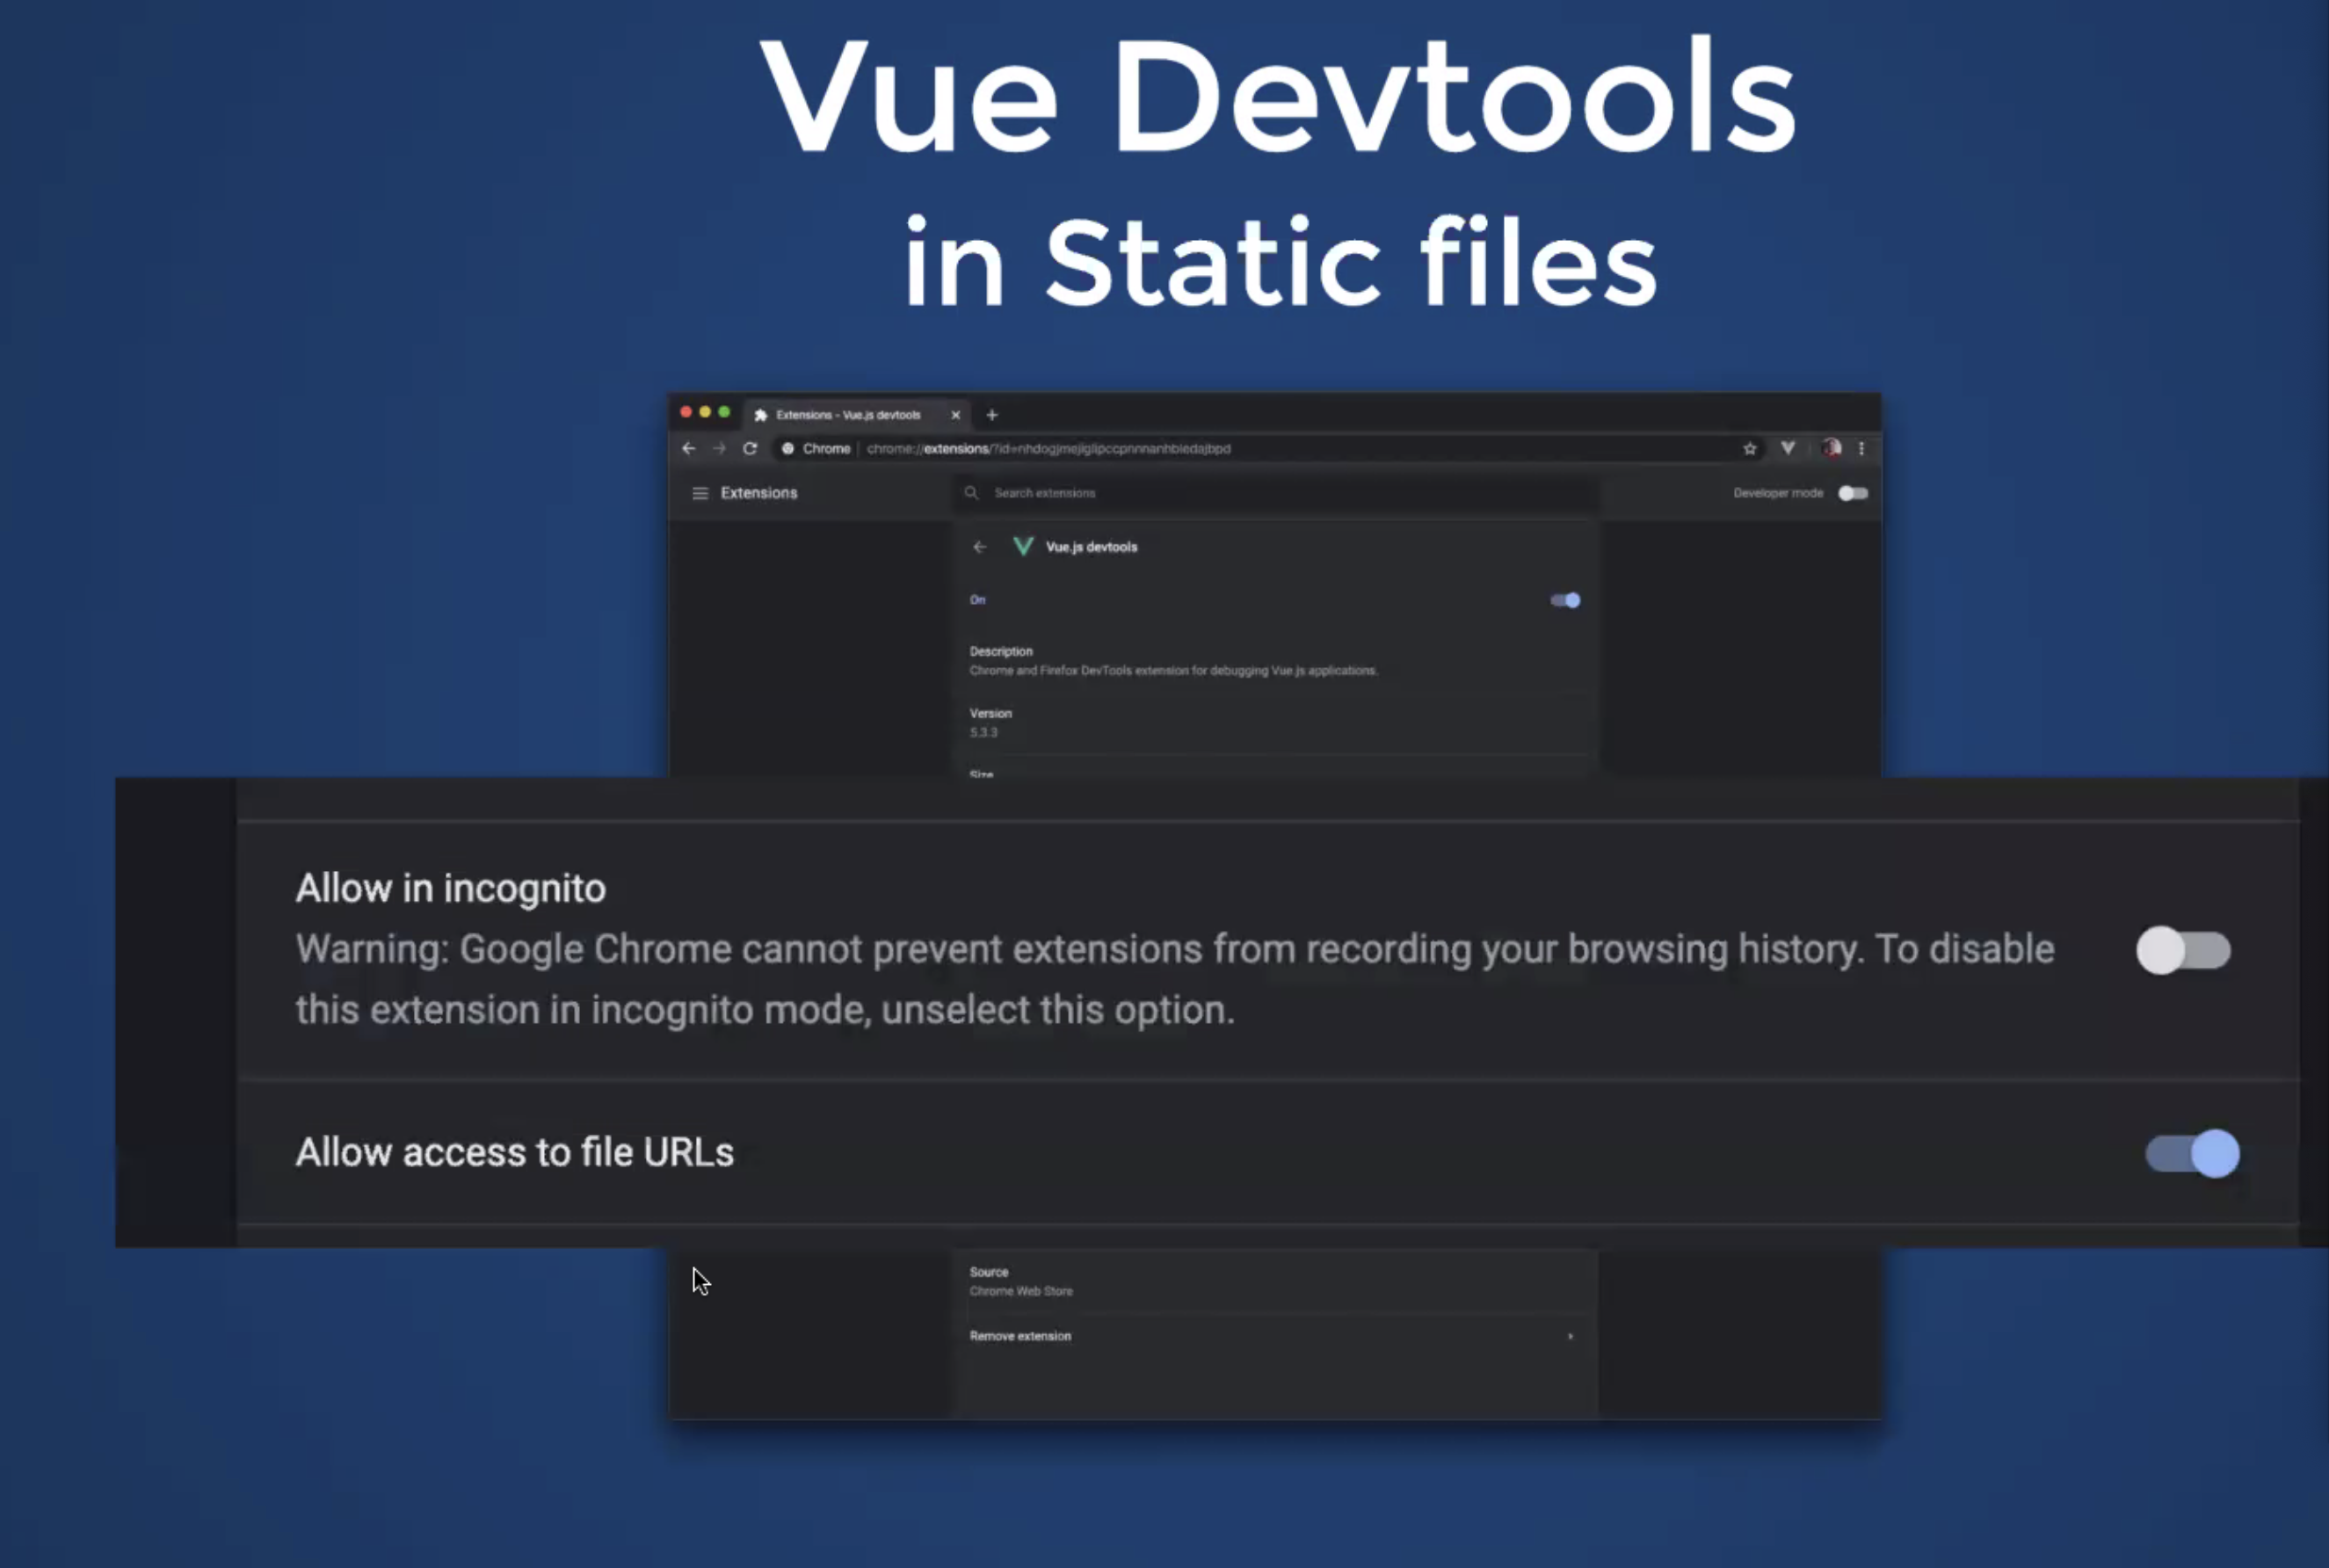 Vue Devtools
in Static files
Extensions - Vue.js devtools
Chrome chrome://extensions/?id=nhdogjmejiglipccpnnnanhbledajbpd
Extensions Search extensions Developer mode
Vue.js devtools
On
Description
Chrome and Firefox DevTools extension for debugging Vue.js applications.
Version
5.3.3
Size
Allow in incognito
Warning: Google Chrome cannot prevent extensions from recording your browsing history. To disable
this extension in incognito mode, unselect this option.
Allow access to file URLs
Source
Chrome Web Store
Remove extension